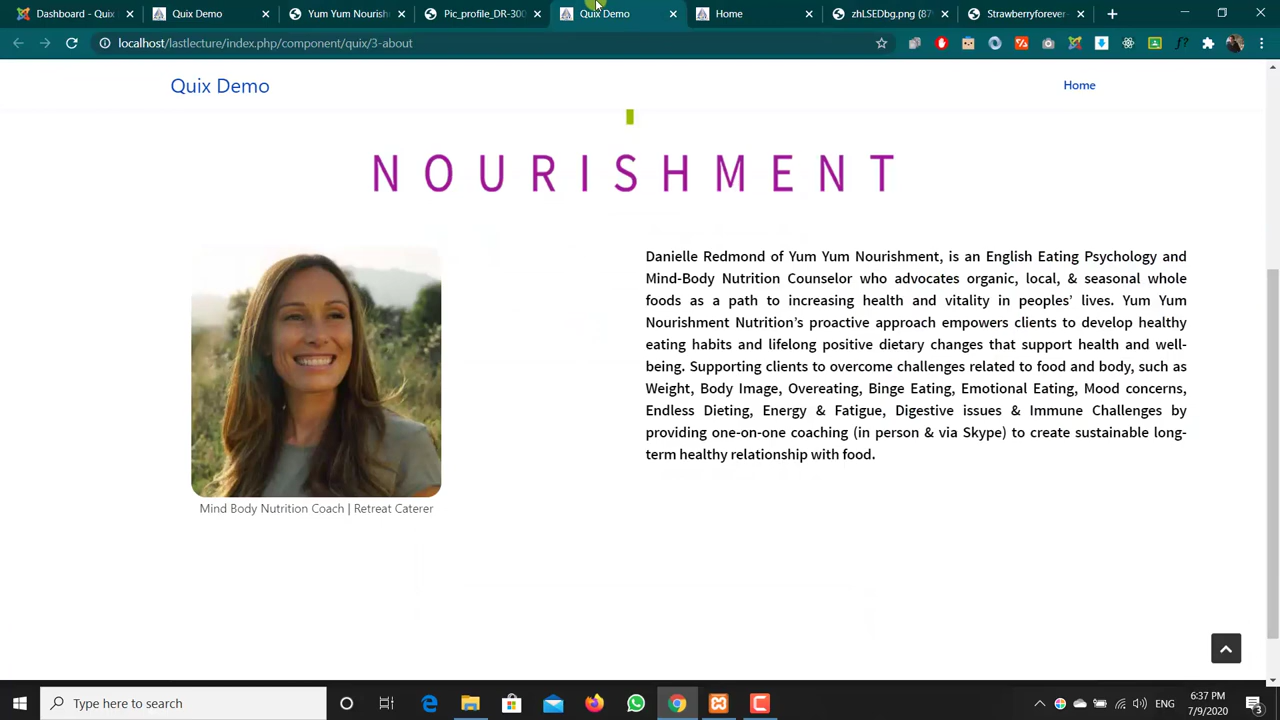 Dashboard - Quix
Quix Demo
Yum Yum Nourish
Pic_profile_DR-300
Quix Demo
Home
zhLSEDbg.png (87
Strawberryforever-
localhost/lastlecture/index.php/component/quix/3-about
Quix Demo
Home
NOURISHMENT
Danielle Redmond of Yum Yum Nourishment, is an English Eating Psychology and
Mind-Body Nutrition Counselor who advocates organic, local, & seasonal whole
foods as a path to increasing health and vitality in peoples’ lives. Yum Yum
Nourishment Nutrition’s proactive approach empowers clients to develop healthy
eating habits and lifelong positive dietary changes that support health and well-
being. Supporting clients to overcome challenges related to food and body, such as
Weight, Body Image, Overeating, Binge Eating, Emotional Eating, Mood concerns,
Endless Dieting, Energy & Fatigue, Digestive issues & Immune Challenges by
providing one-on-one coaching (in person & via Skype) to create sustainable long-
term healthy relationship with food.
Mind Body Nutrition Coach | Retreat Caterer
Type here to search
ENG
6:37 PM
7/9/2020
3